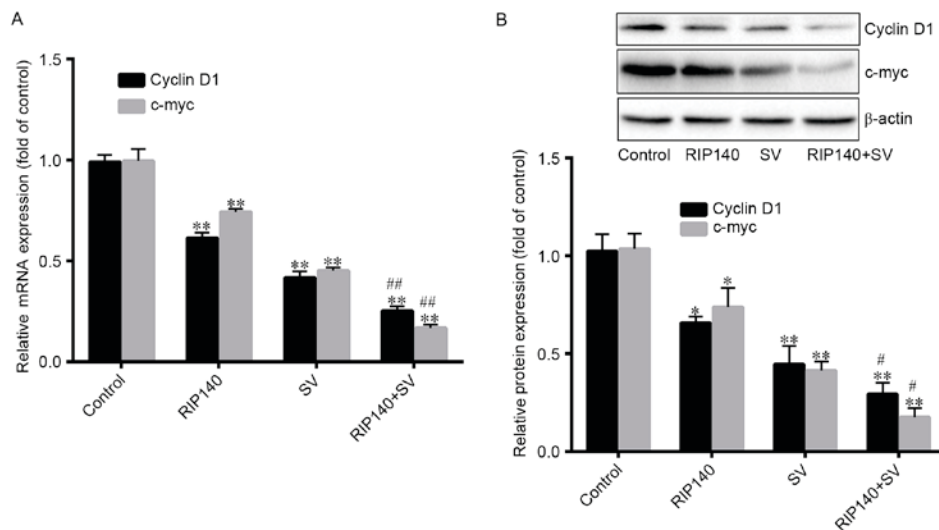 A
Relative mRNA expression (fold of control)
1.5
1.0
0.5
0.0
Cyclin D1
c-myc
**
**
**
**
##
**
##
**
Control
RIP140
SV
RIP140+SV
B
Cyclin D1
c-myc
β-actin
Control RIP140 SV RIP140+SV
Relative protein expression (fold of control)
1.5
1.0
0.5
0.0
Cyclin D1
c-myc
*
*
**
**
#
**
#
**
Control
RIP140
SV
RIP140+SV